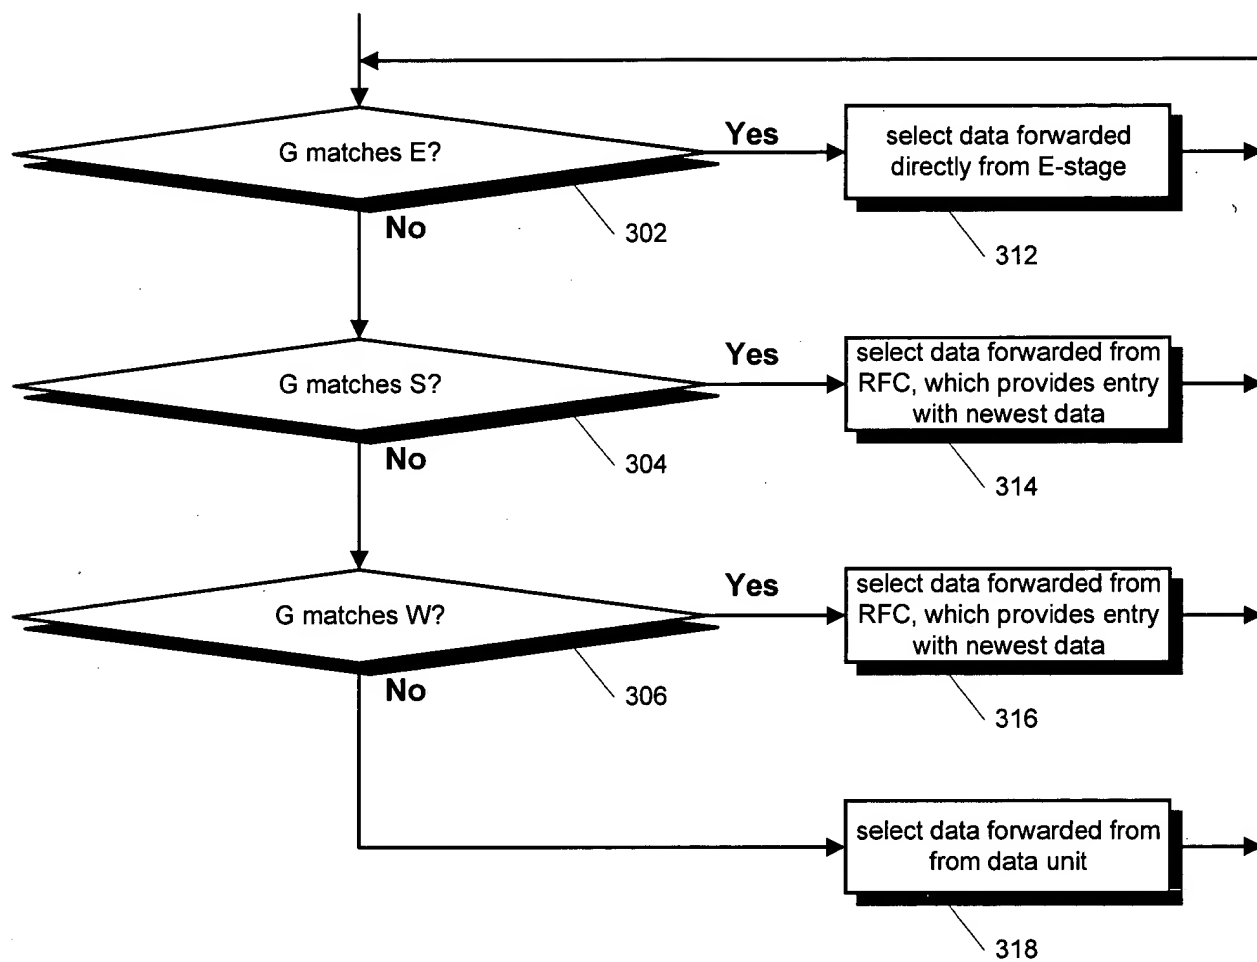 G matches E?
Yes
select data forwarded
directly from E-stage
No
302
312
G matches S?
Yes
select data forwarded from
RFC, which provides entry
with newest data
No
304
314
G matches W?
Yes
select data forwarded from
RFC, which provides entry
with newest data
No
306
316
select data forwarded from
from data unit
318